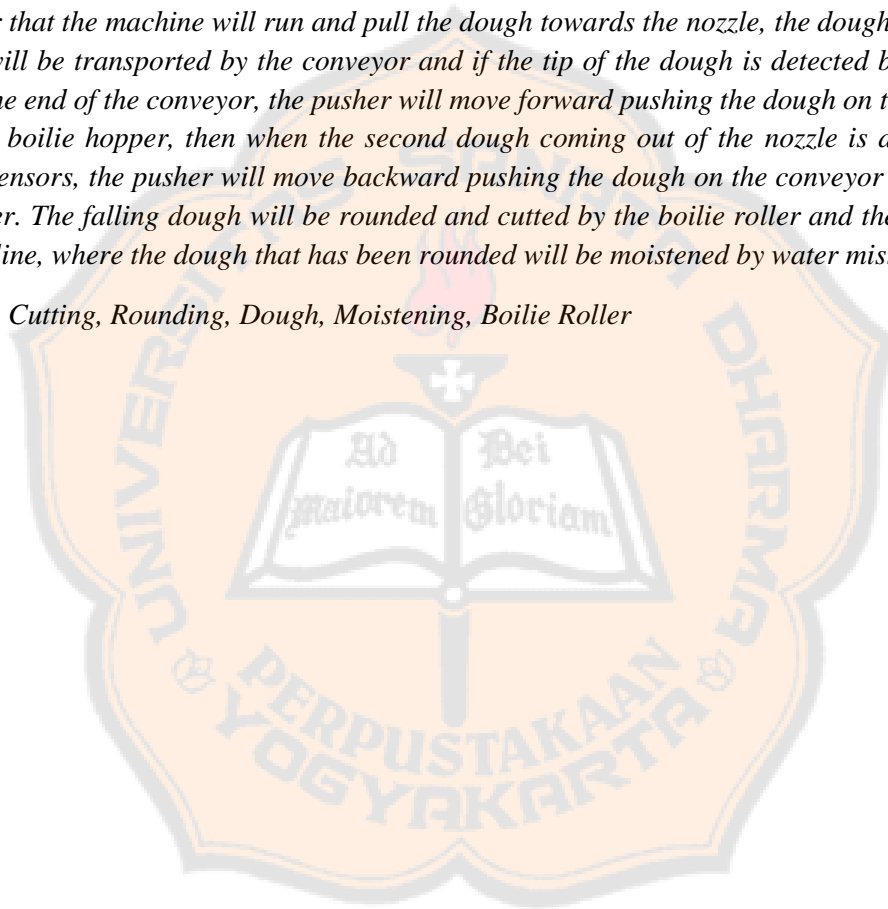 r that the machine will run and pull the dough towards the nozzle, the dough
vill be transported by the conveyor and if the tip of the dough is detected b
he end of the conveyor, the pusher will move forward pushing the dough on t
boilie hopper, then when the second dough coming out of the nozzle is a
ensors, the pusher will move backward pushing the dough on the conveyor
er. The falling dough will be rounded and cutted by the boilie roller and the
line, where the dough that has been rounded will be moistened by water mis
Cutting, Rounding, Dough, Moistening, Boilie Roller
UNIVERSITAS SANATA DHARMA
Ad Dei
Maiorem Gloriam
PERPUSTAKAAN
YOGYAKARTA